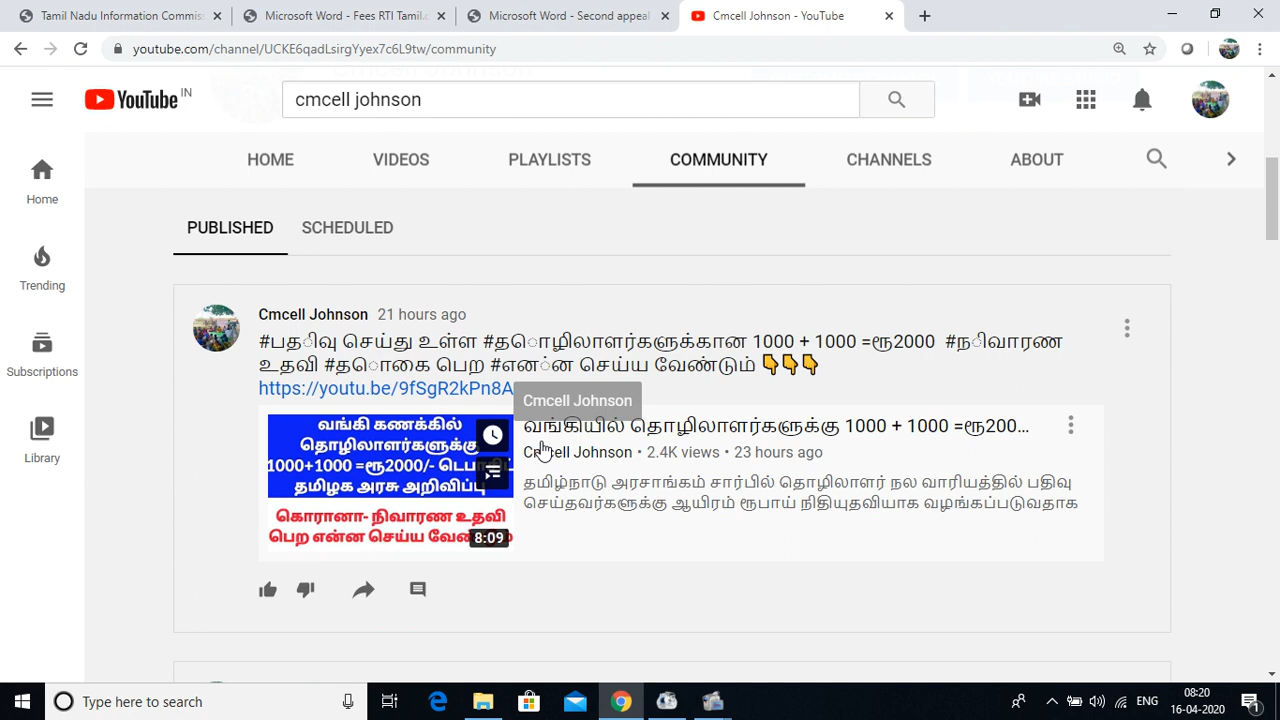 Tamil Nadu Information Commiss
Microsoft Word - Fees RTI Tamil.d
Microsoft Word - Second appeal
Cmcell Johnson - YouTube
youtube.com/channel/UCKE6qadLsirgYyex7c6L9tw/community
YouTube IN
cmcell johnson
HOME
VIDEOS
PLAYLISTS
COMMUNITY
CHANNELS
ABOUT
Home
Trending
Subscriptions
Library
PUBLISHED
SCHEDULED
Cmcell Johnson 21 hours ago
#பதிவு செய்து உள்ள #தொழிலாளர்களுக்கான 1000 + 1000 =ரூ2000 #நிவாரண
உதவி #தொகை பெற #என்ன செய்ய வேண்டும் 👇👇👇
https://youtu.be/9fSgR2kPn8A
Cmcell Johnson
வங்கி கணக்கில்
தொழிலாளர்களுக்கு
1000+1000 =ரூ2000/-
தமிழக அரசு அறிவிப்பு
கொரானா- நிவாரண உதவி
பெற என்ன செய்ய
8:09
வங்கியில் தொழிலாளர்களுக்கு 1000 + 1000 =ரூ200...
Cmcell Johnson • 2.4K views • 23 hours ago
தமிழ்நாடு அரசாங்கம் சார்பில் தொழிலாளர் நல வாரியத்தில் பதிவு
செய்தவர்களுக்கு ஆயிரம் ரூபாய் நிதியுதவியாக வழங்கப்படுவதாக
Type here to search
ENG
08:20
16-04-2020
1